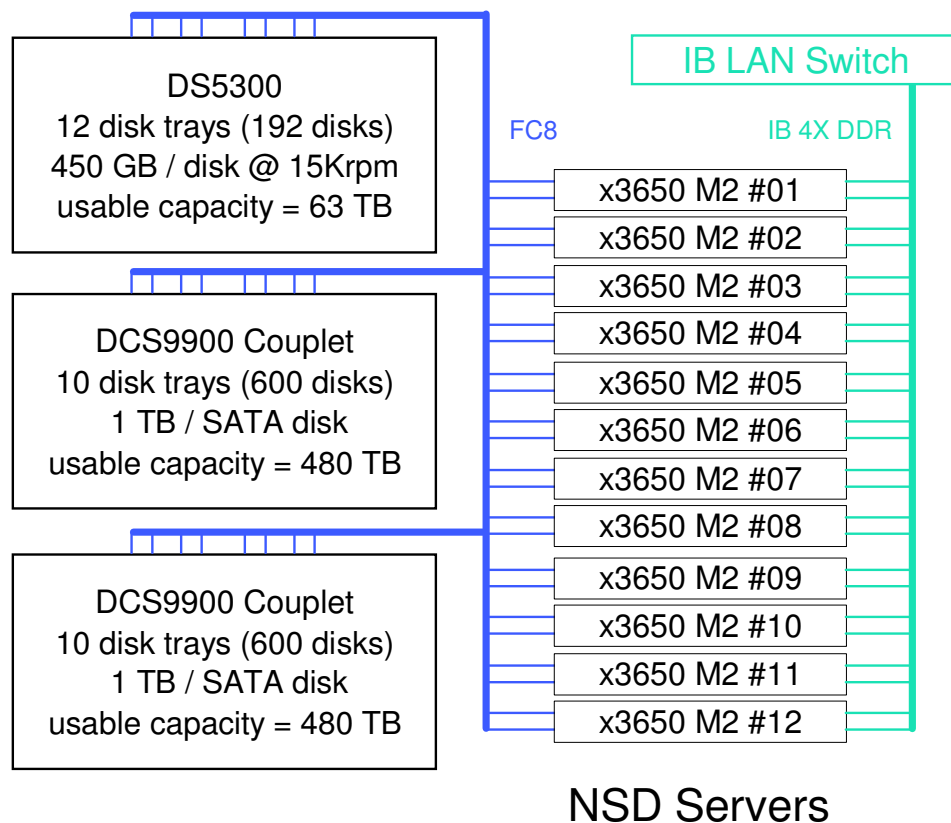 DS5300
12 disk trays (192 disks)
450 GB / disk @ 15Krpm
usable capacity = 63 TB
DCS9900 Couplet
10 disk trays (600 disks)
1 TB / SATA disk
usable capacity = 480 TB
DCS9900 Couplet
10 disk trays (600 disks)
1 TB / SATA disk
usable capacity = 480 TB
IB LAN Switch
FC8
IB 4X DDR
x3650 M2 #01
x3650 M2 #02
x3650 M2 #03
x3650 M2 #04
x3650 M2 #05
x3650 M2 #06
x3650 M2 #07
x3650 M2 #08
x3650 M2 #09
x3650 M2 #10
x3650 M2 #11
x3650 M2 #12
NSD Servers